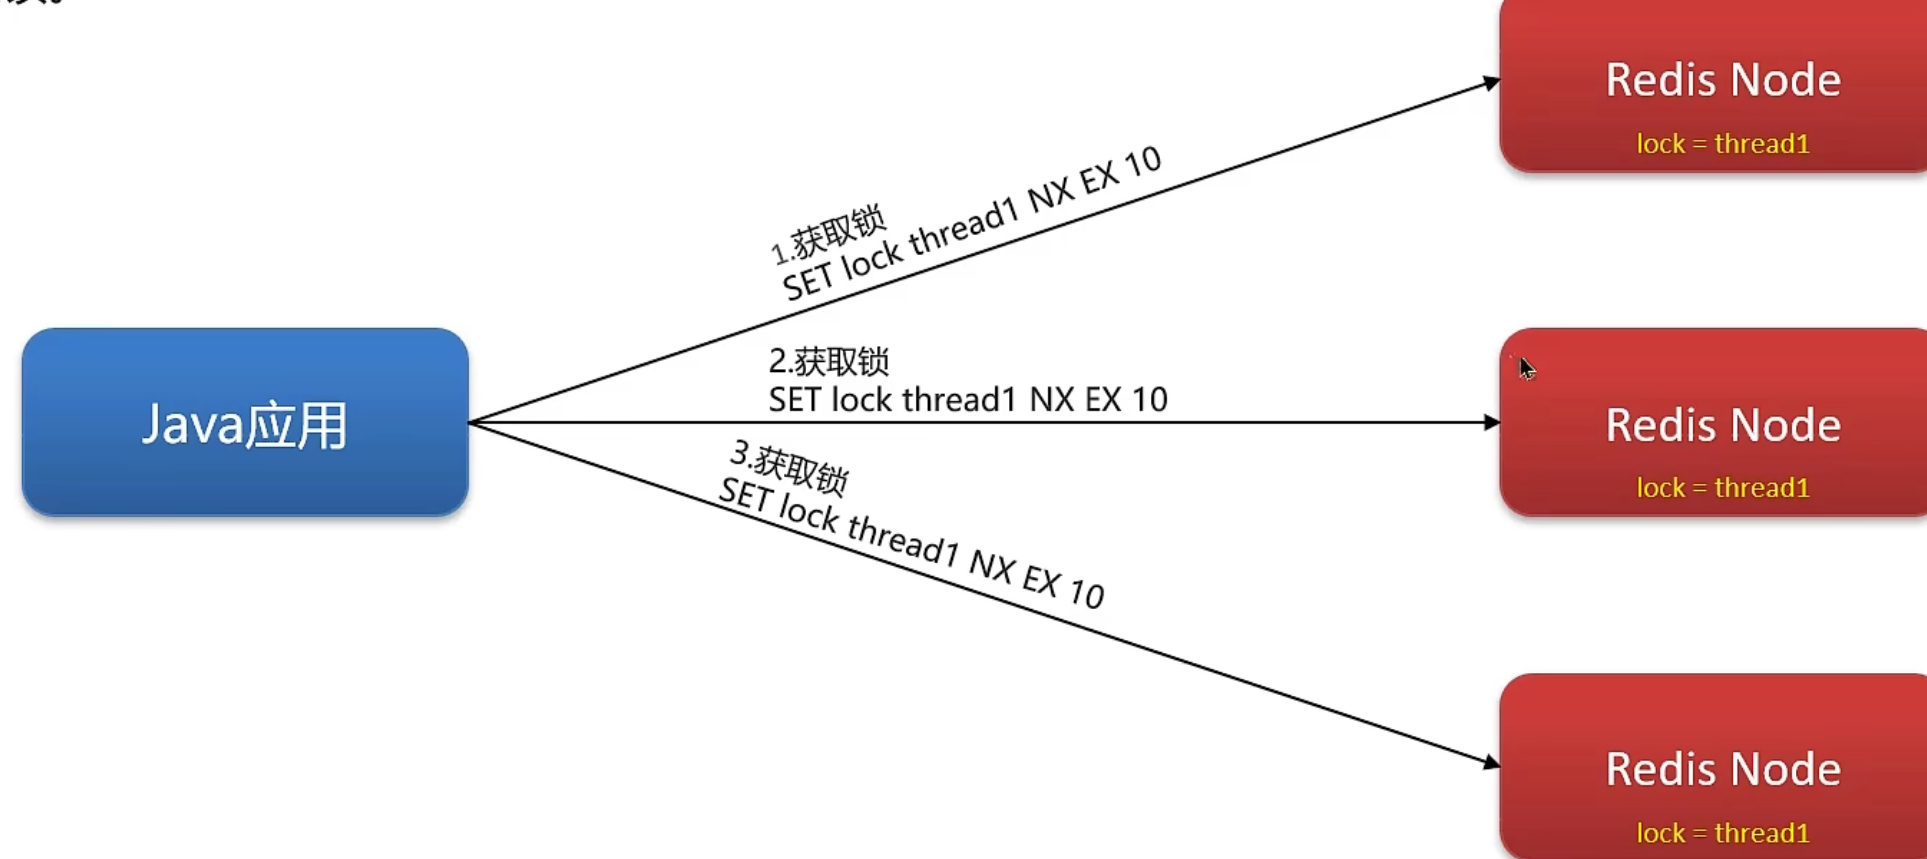 Redis Node
lock = thread1
1.获取锁
SET lock thread1 NX EX 10
2.获取锁
SET lock thread1 NX EX 10
Java应用
Redis Node
lock = thread1
3.获取锁
SET lock thread1 NX EX 10
Redis Node
lock = thread1